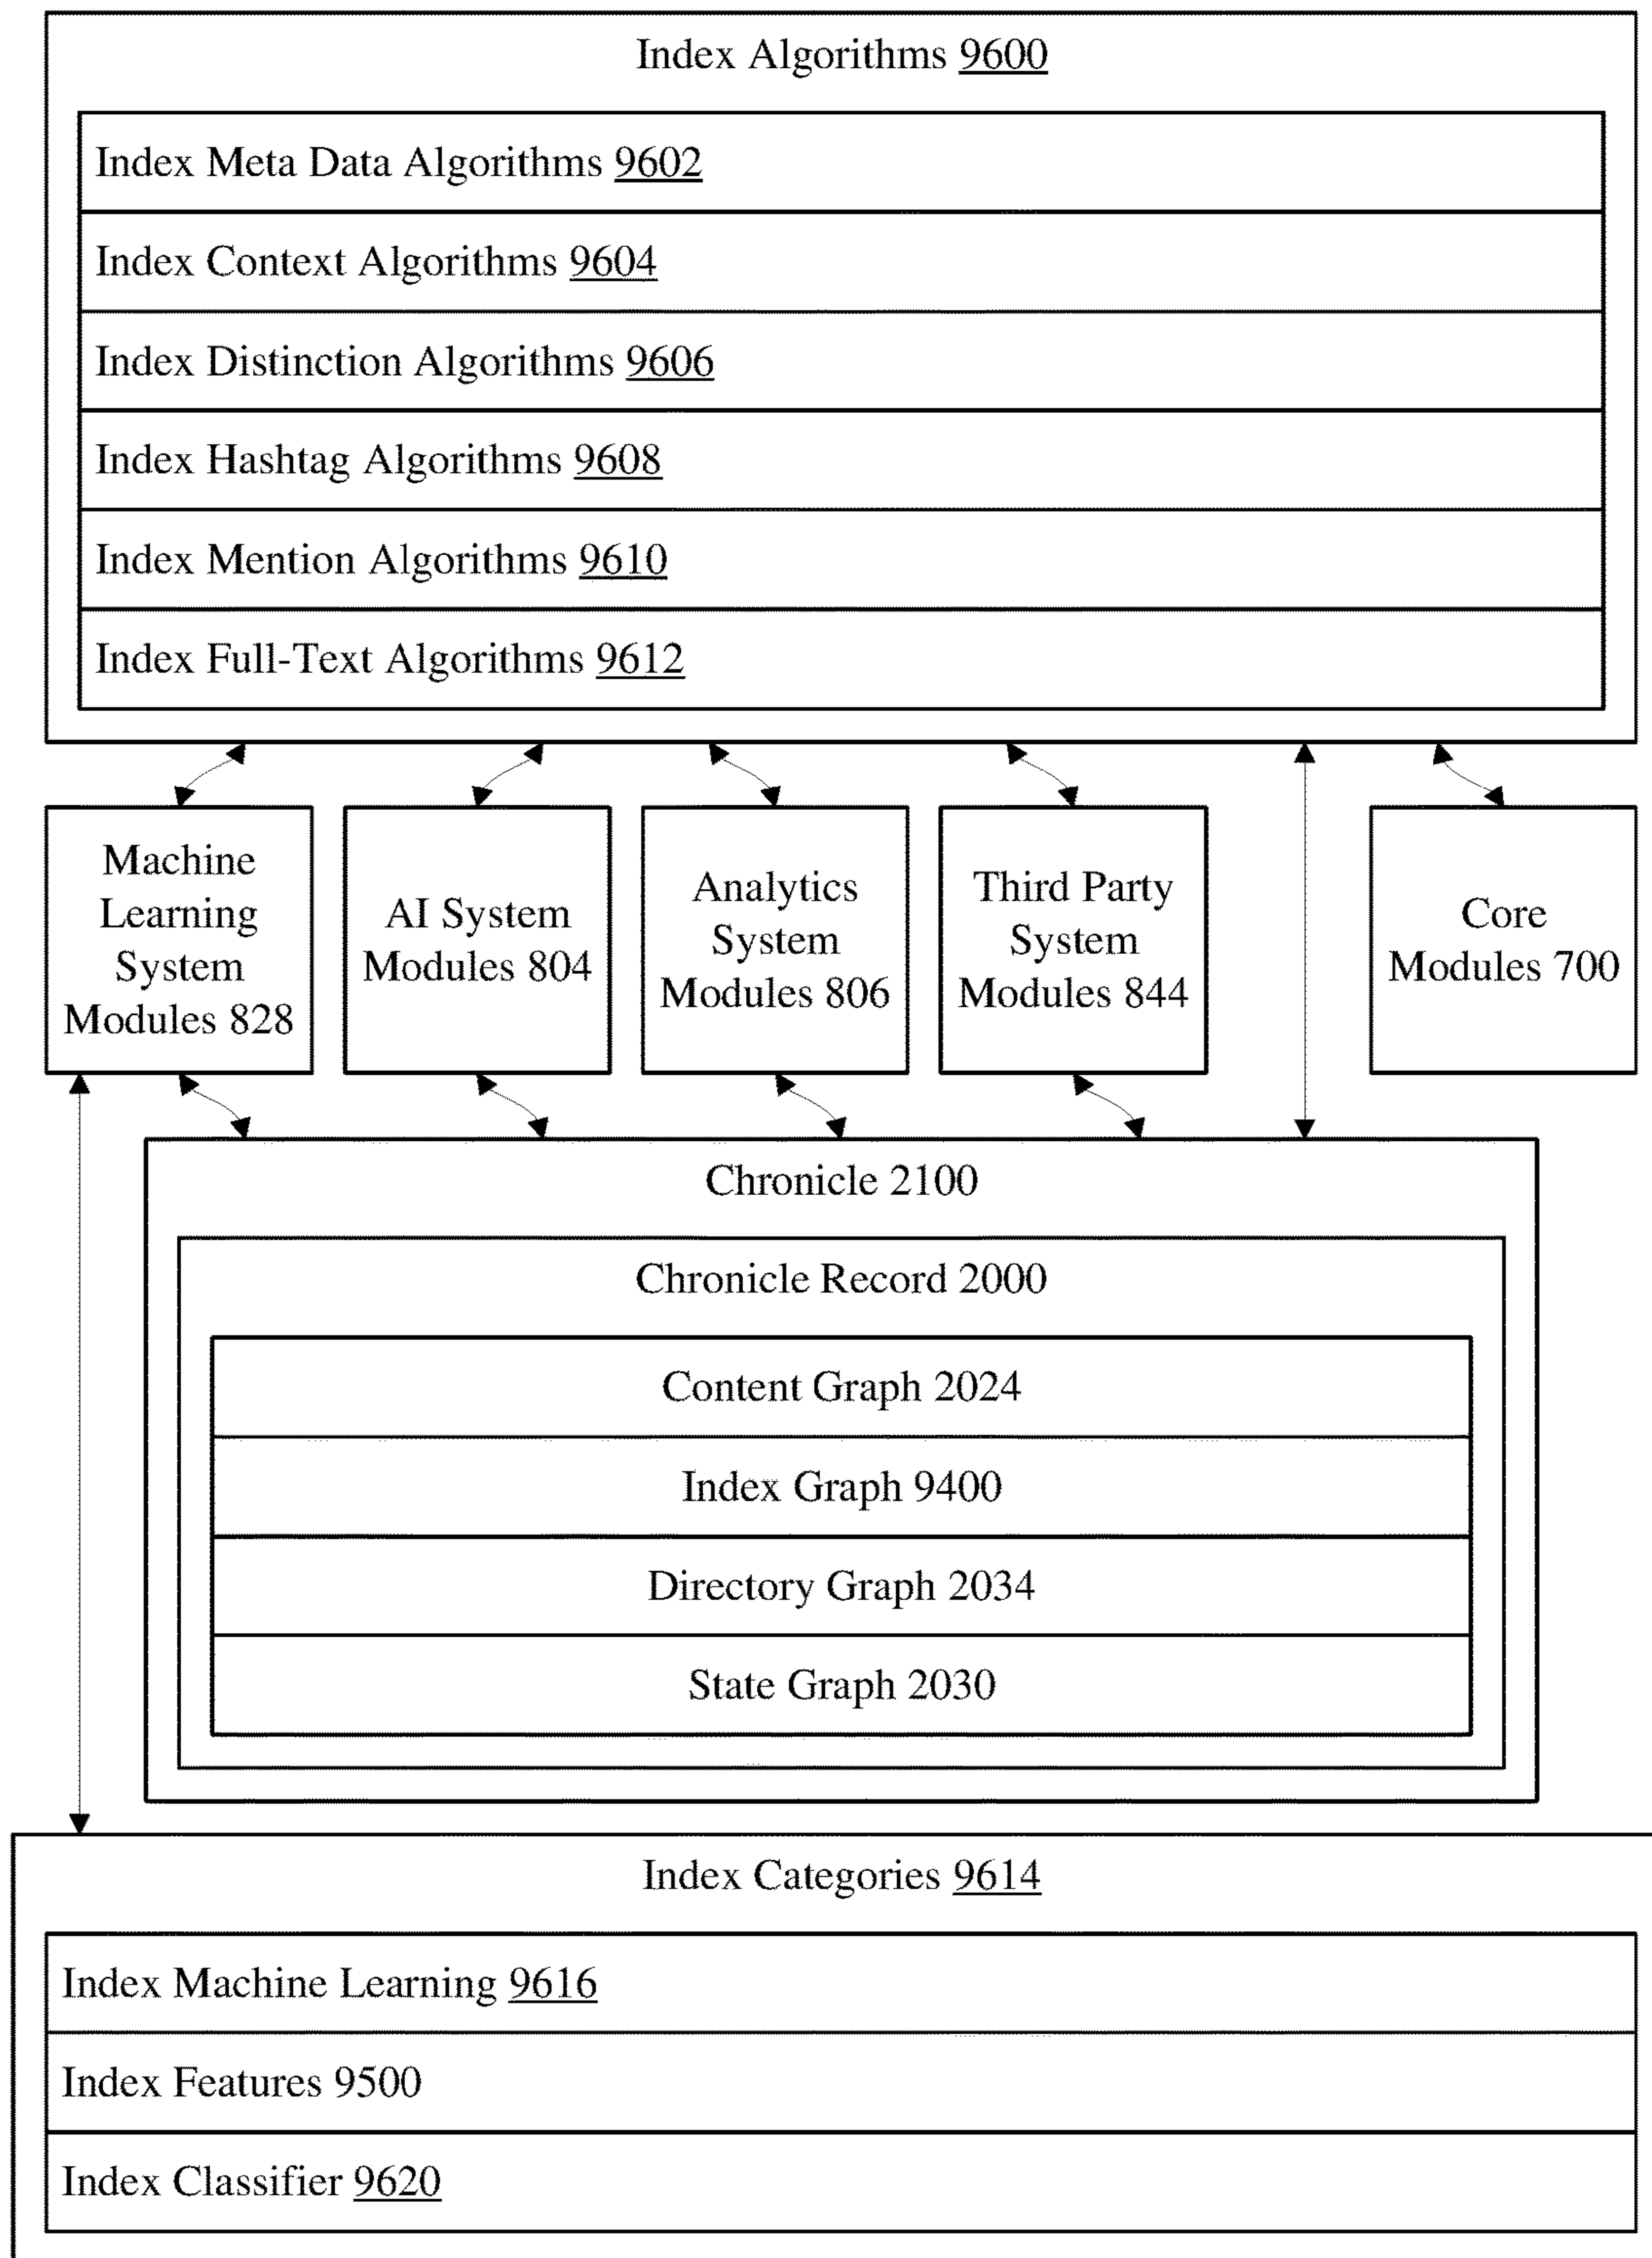 Index Algorithms 9600
Index Meta Data Algorithms 9602
Index Context Algorithms 9604
Index Distinction Algorithms 9606
Index Hashtag Algorithms 9608
Index Mention Algorithms 9610
Index Full-Text Algorithms 9612
Machine
Learning
System
Modules 828
AI System
Modules 804
Analytics
System
Modules 806
Third Party
System
Modules 844
Core
Modules 700
Chronicle 2100
Chronicle Record 2000
Content Graph 2024
Index Graph 9400
Directory Graph 2034
State Graph 2030
Index Categories 9614
Index Machine Learning 9616
Index Features 9500
Index Classifier 9620